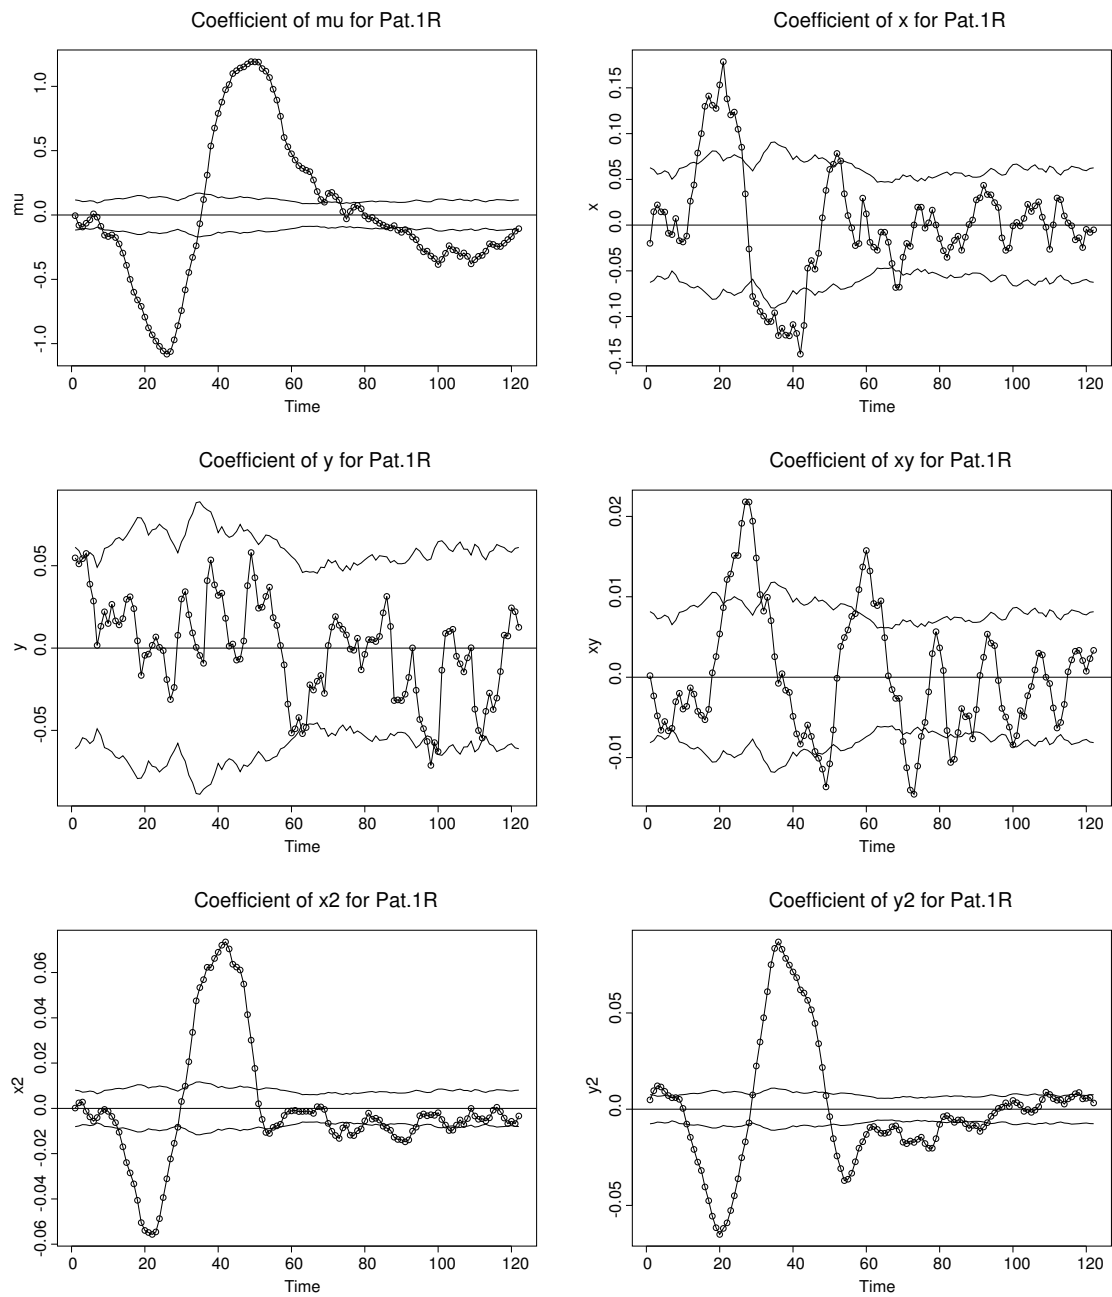 Coefficient of mu for Pat.1R
mu
1.0
0.5
0.0
-0.5
-1.0
0 20 40 60 80 100 120
Time
Coefficient of x for Pat.1R
x
0.15
0.10
0.05
0.0
-0.05
-0.10
-0.15
0 20 40 60 80 100 120
Time
Coefficient of y for Pat.1R
y
0.05
0.0
-0.05
0 20 40 60 80 100 120
Time
Coefficient of xy for Pat.1R
xy
0.02
0.01
0.0
-0.01
0 20 40 60 80 100 120
Time
Coefficient of x2 for Pat.1R
x2
0.06
0.04
0.02
0.0
-0.02
-0.04
-0.06
0 20 40 60 80 100 120
Time
Coefficient of y2 for Pat.1R
y2
0.05
0.0
-0.05
0 20 40 60 80 100 120
Time